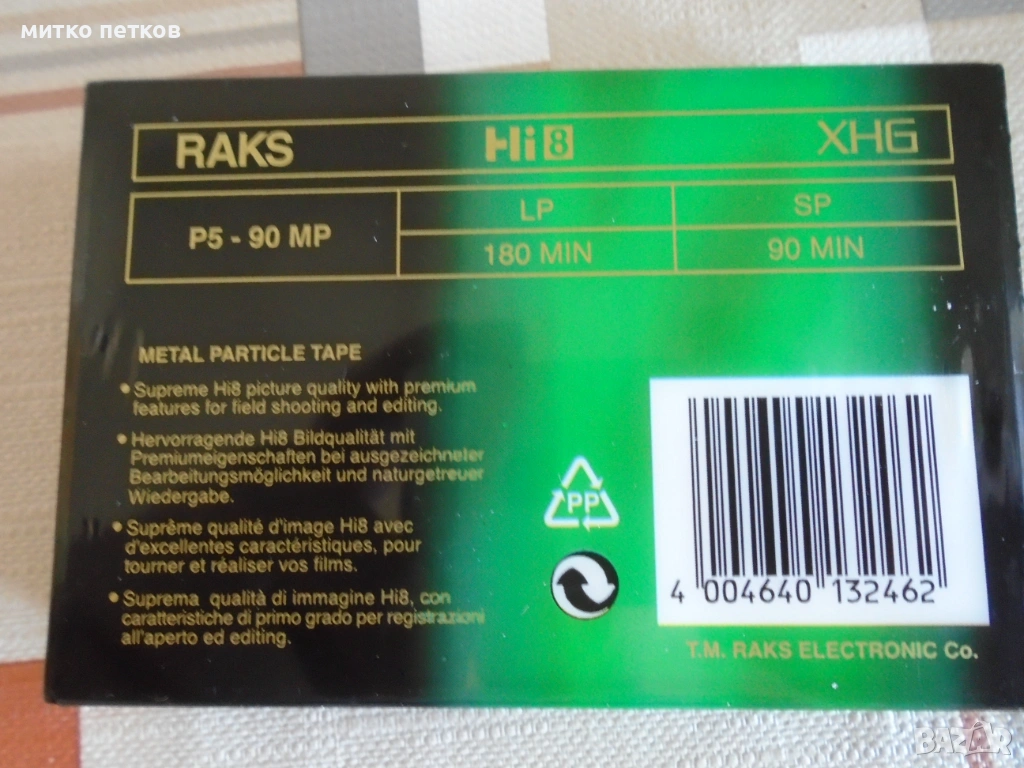 митко петков
RAKS Hi8 XHG
P5 - 90 MP
LP SP
180 MIN 90 MIN
METAL PARTICLE TAPE
• Supreme Hi8 picture quality with premium
features for field shooting and editing.
• Hervorragende Hi8 Bildqualität mit
Premiumeigenschaften bei ausgezeichneter
Bearbeitungsmöglichkeit und naturgetreuer
Wiedergabe.
• Suprême qualité d'image Hi8 avec
d'excellentes caractéristiques, pour
tourner et réaliser vos films.
• Suprema qualità di immagine Hi8, con
caratteristiche di primo grado per registrazioni
all'aperto ed editing.
PP
4 004640 132462
T.M. RAKS ELECTRONIC Co.
BAZAR